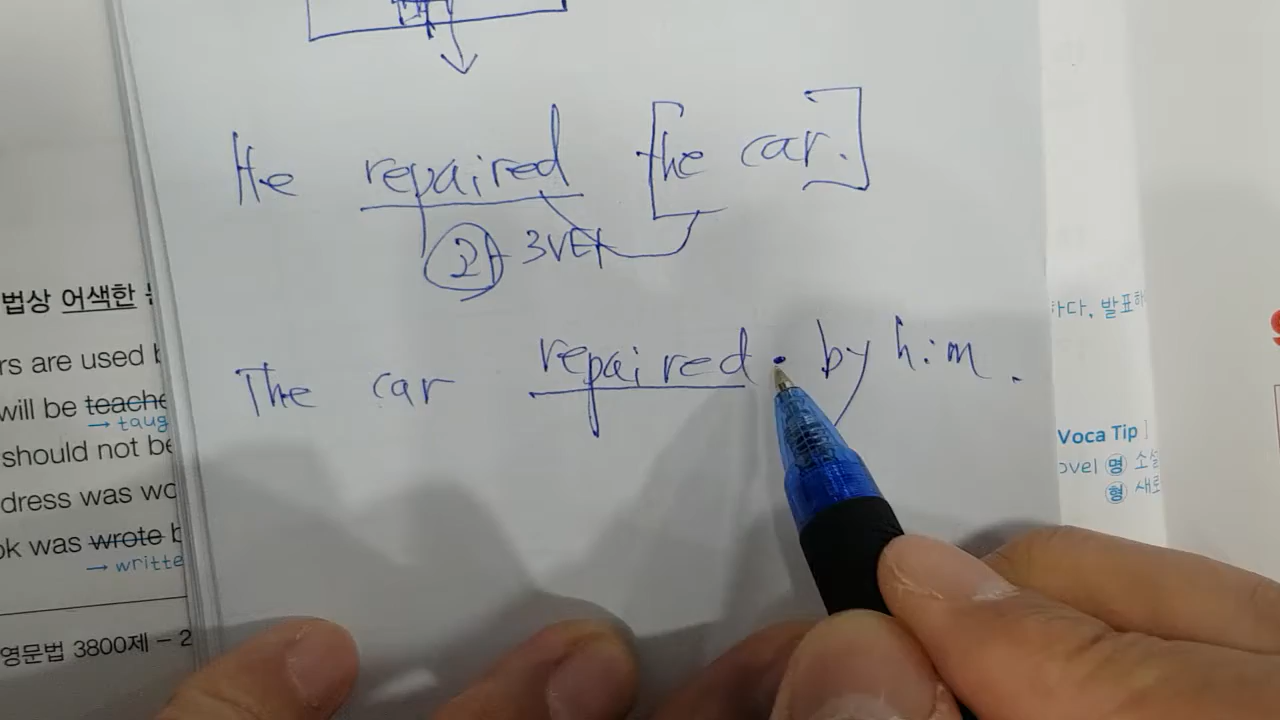 He repaired [the car.]
The car repaired. by him.
법상 어색한
rs are used b
will be teache
→ taug
should not be
dress was wo
ok was wrote b
→ writte
영문법 3800제 - 2
하다, 발표하
Voca Tip
ovel 명 소설
형 새로